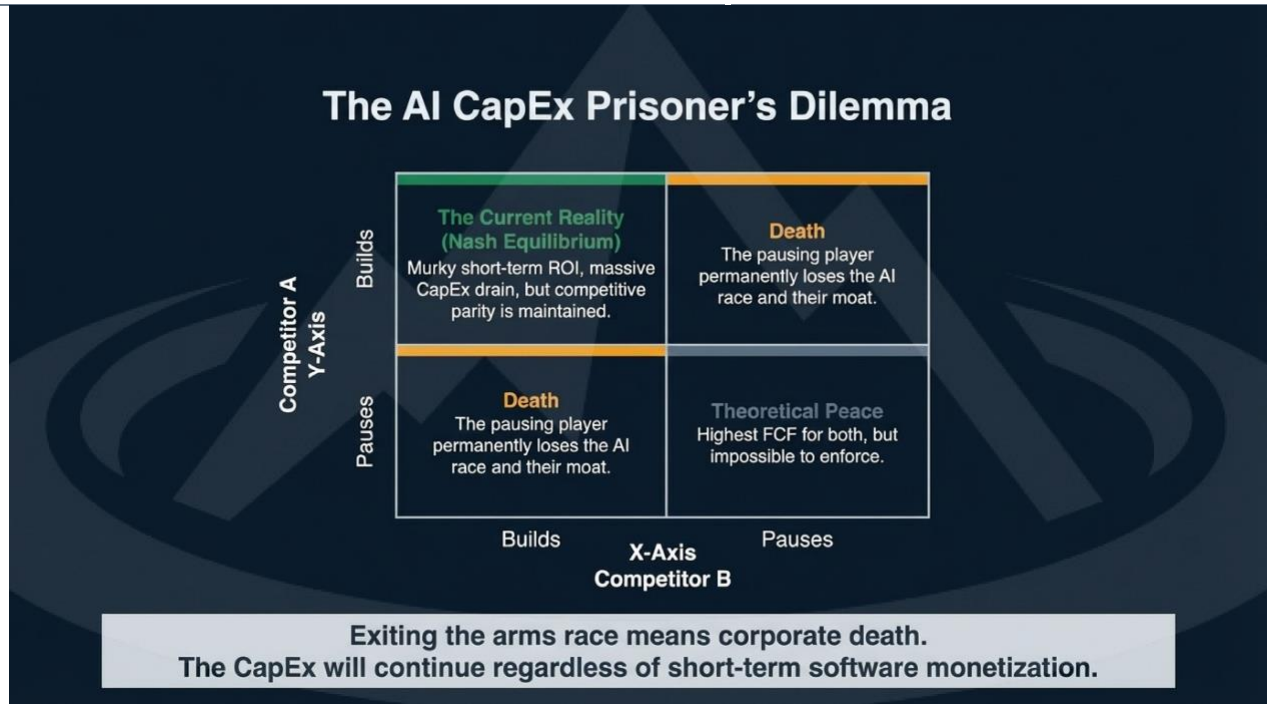 The AI CapEx Prisoner's Dilemma
Competitor A
Y-Axis
Builds
The Current Reality
(Nash Equilibrium)
Murky short-term ROI, massive
CapEx drain, but competitive
parity is maintained.
Death
The pausing player
permanently loses the AI
race and their moat.
Pauses
Death
The pausing player
permanently loses the AI
race and their moat.
Theoretical Peace
Highest FCF for both, but
impossible to enforce.
Builds
Pauses
X-Axis
Competitor B
Exiting the arms race means corporate death.
The CapEx will continue regardless of short-term software monetization.